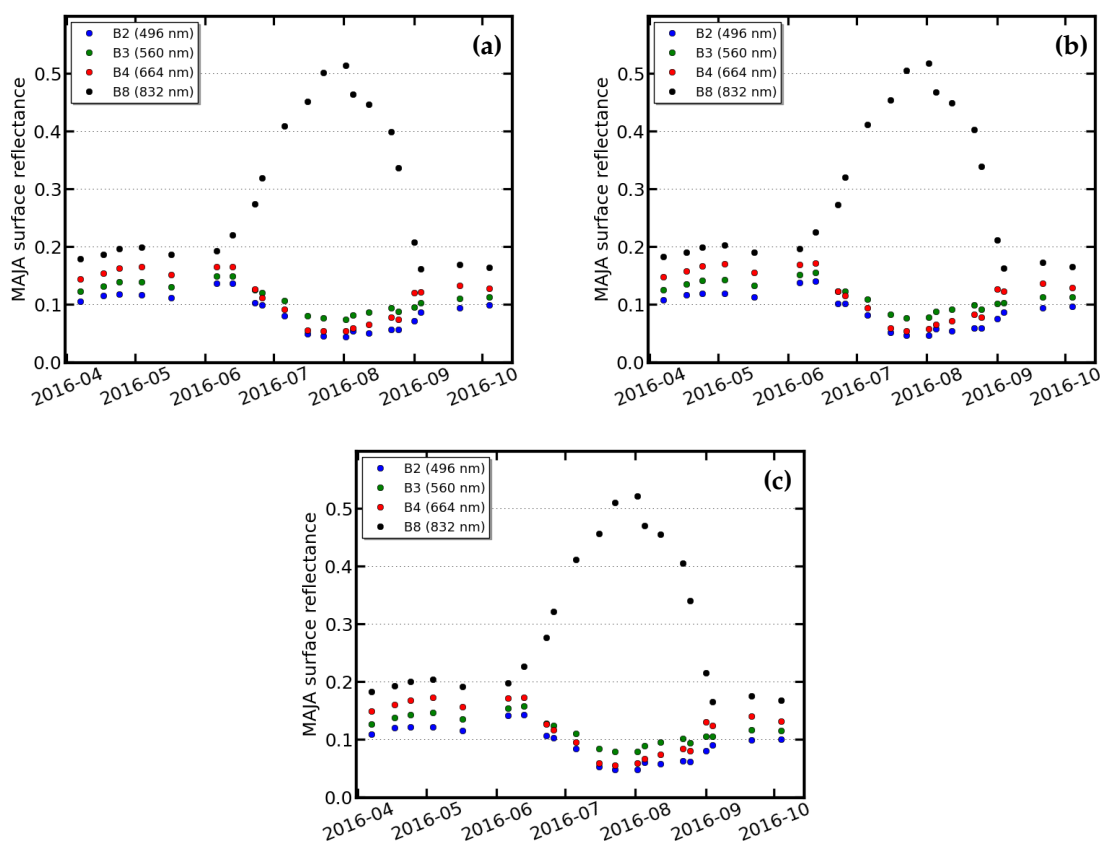 (a)
B2 (496 nm)
B3 (560 nm)
B4 (664 nm)
B8 (832 nm)
MAJA surface reflectance
0.5
0.4
0.3
0.2
0.1
0.0
2016-04
2016-05
2016-06
2016-07
2016-08
2016-09
2016-10
(b)
B2 (496 nm)
B3 (560 nm)
B4 (664 nm)
B8 (832 nm)
MAJA surface reflectance
0.5
0.4
0.3
0.2
0.1
0.0
2016-04
2016-05
2016-06
2016-07
2016-08
2016-09
2016-10
(c)
B2 (496 nm)
B3 (560 nm)
B4 (664 nm)
B8 (832 nm)
MAJA surface reflectance
0.5
0.4
0.3
0.2
0.1
0.0
2016-04
2016-05
2016-06
2016-07
2016-08
2016-09
2016-10